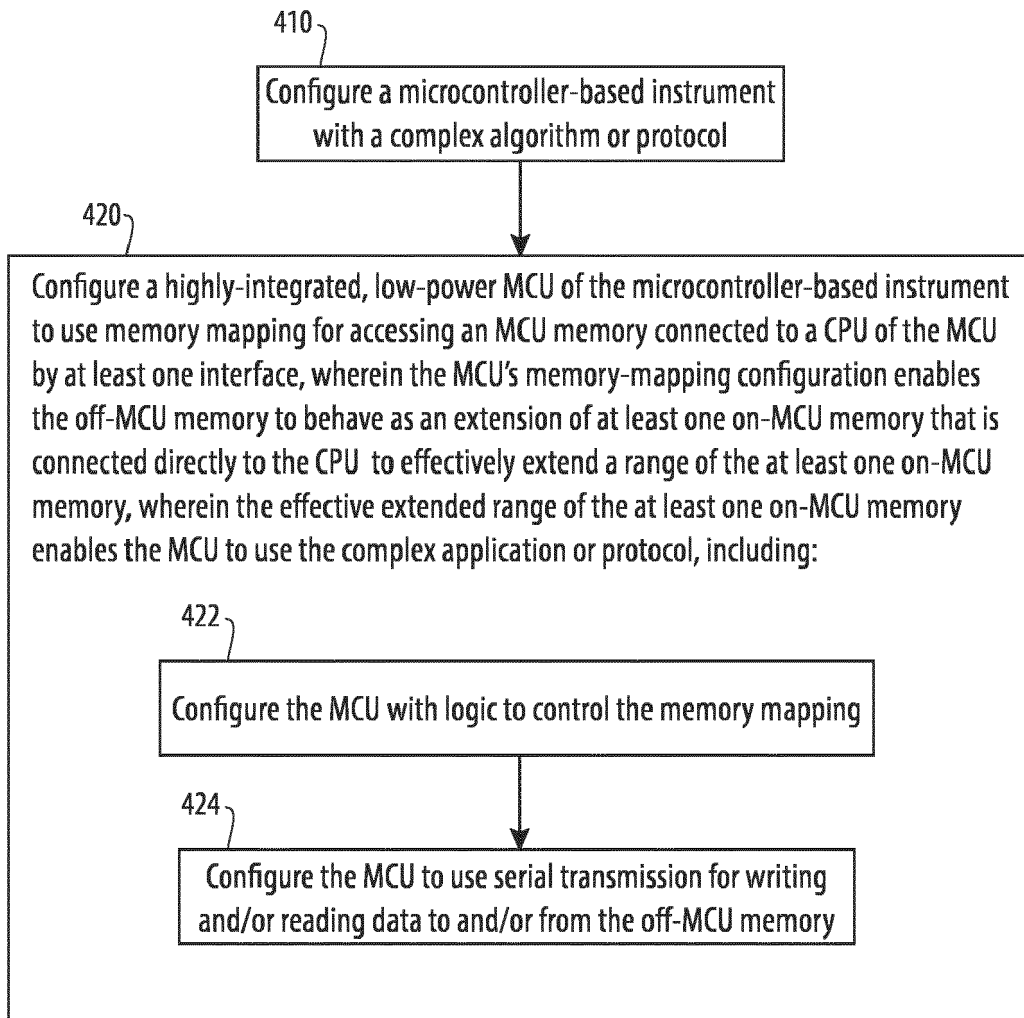 410
Configure a microcontroller-based instrument
with a complex algorithm or protocol
420
Configure a highly-integrated, low-power MCU of the microcontroller-based instrument
to use memory mapping for accessing an MCU memory connected to a CPU of the MCU
by at least one interface, wherein the MCU's memory-mapping configuration enables
the off-MCU memory to behave as an extension of at least one on-MCU memory that is
connected directly to the CPU to effectively extend a range of the at least one on-MCU
memory, wherein the effective extended range of the at least one on-MCU memory
enables the MCU to use the complex application or protocol, including:
422
Configure the MCU with logic to control the memory mapping
424
Configure the MCU to use serial transmission for writing
and/or reading data to and/or from the off-MCU memory